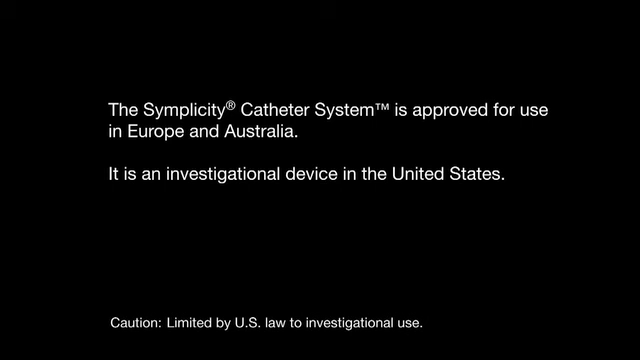 The Symplicity® Catheter System™ is approved for use
in Europe and Australia.
It is an investigational device in the United States.
Caution: Limited by U.S. law to investigational use.